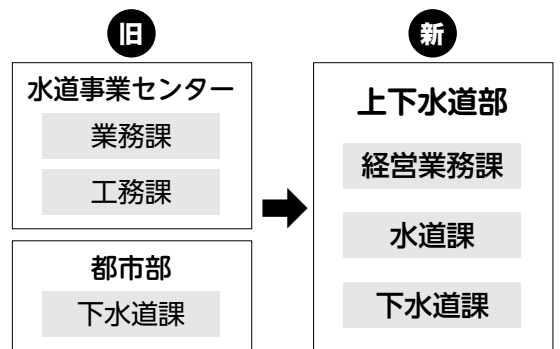 旧
水道事業センター
業務課
工務課
都市部
下水道課
新
上下水道部
経営業務課
水道課
下水道課